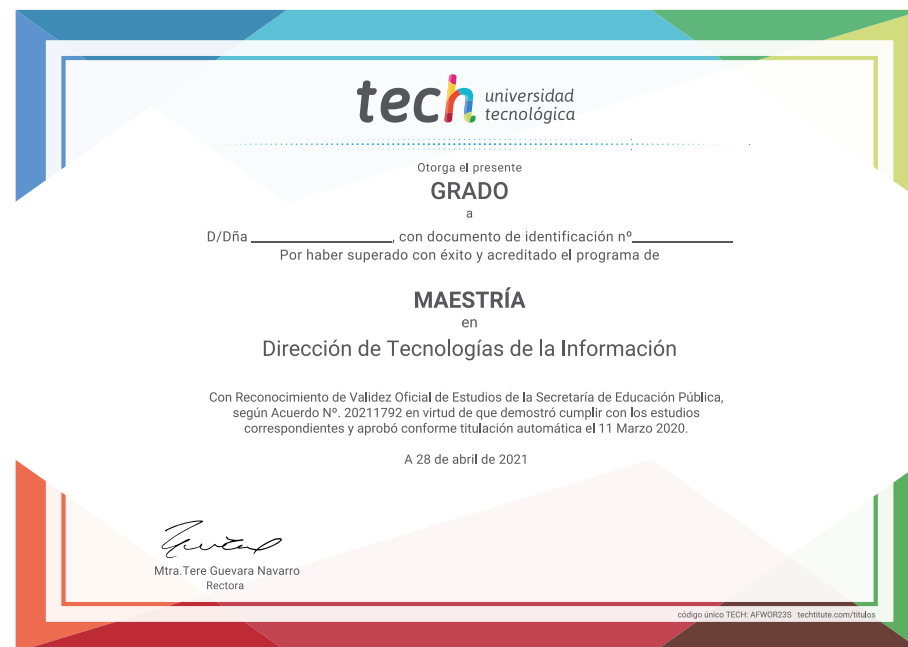 tech universidad
tecnológica
Otorga el presente
GRADO
a
D/Dña ____________________, con documento de identificación nº______________
Por haber superado con éxito y acreditado el programa de
MAESTRÍA
en
Dirección de Tecnologías de la Información
Con Reconocimiento de Validez Oficial de Estudios de la Secretaría de Educación Pública,
según Acuerdo Nº. 20211792 en virtud de que demostró cumplir con los estudios
correspondientes y aprobó conforme titulación automática el 11 Marzo 2020.
A 28 de abril de 2021
Mtra.Tere Guevara Navarro
Rectora
código único TECH: AFWOR23S techtitute.com/titulos